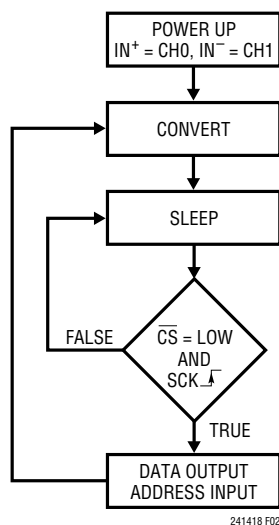 POWER UP
IN⁺ = CH0, IN⁻ = CH1
CONVERT
SLEEP
FALSE
C̅S̅ = LOW
AND
SCK
TRUE
DATA OUTPUT
ADDRESS INPUT
241418 F02